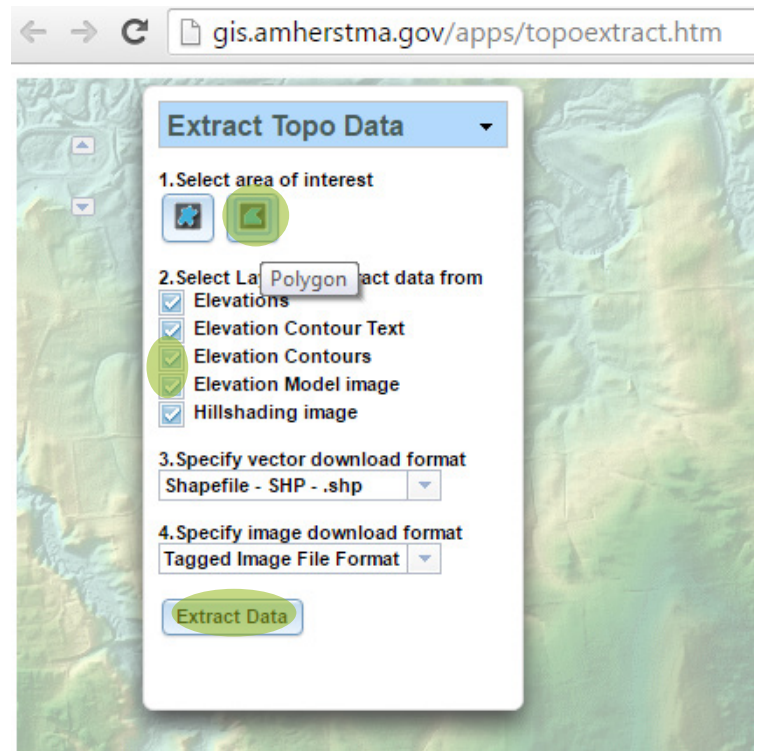 gis.amherstma.gov/apps/topoextract.htm
Extract Topo Data
1.Select area of interest
Polygon
2.Select La act data from
Elevations
Elevation Contour Text
Elevation Contours
Elevation Model image
Hillshading image
3.Specify vector download format
Shapefile - SHP - .shp
4.Specify image download format
Tagged Image File Format
Extract Data